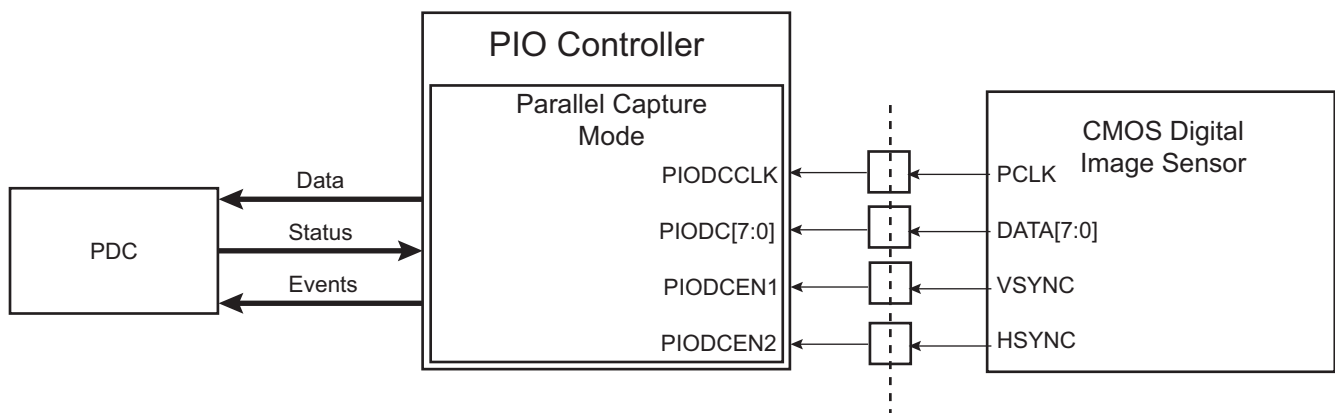 PIO Controller
Parallel Capture
Mode
CMOS Digital
Image Sensor
PDC
Data
Status
Events
PIODCCLK
PIODC[7:0]
PIODCEN1
PIODCEN2
PCLK
DATA[7:0]
VSYNC
HSYNC